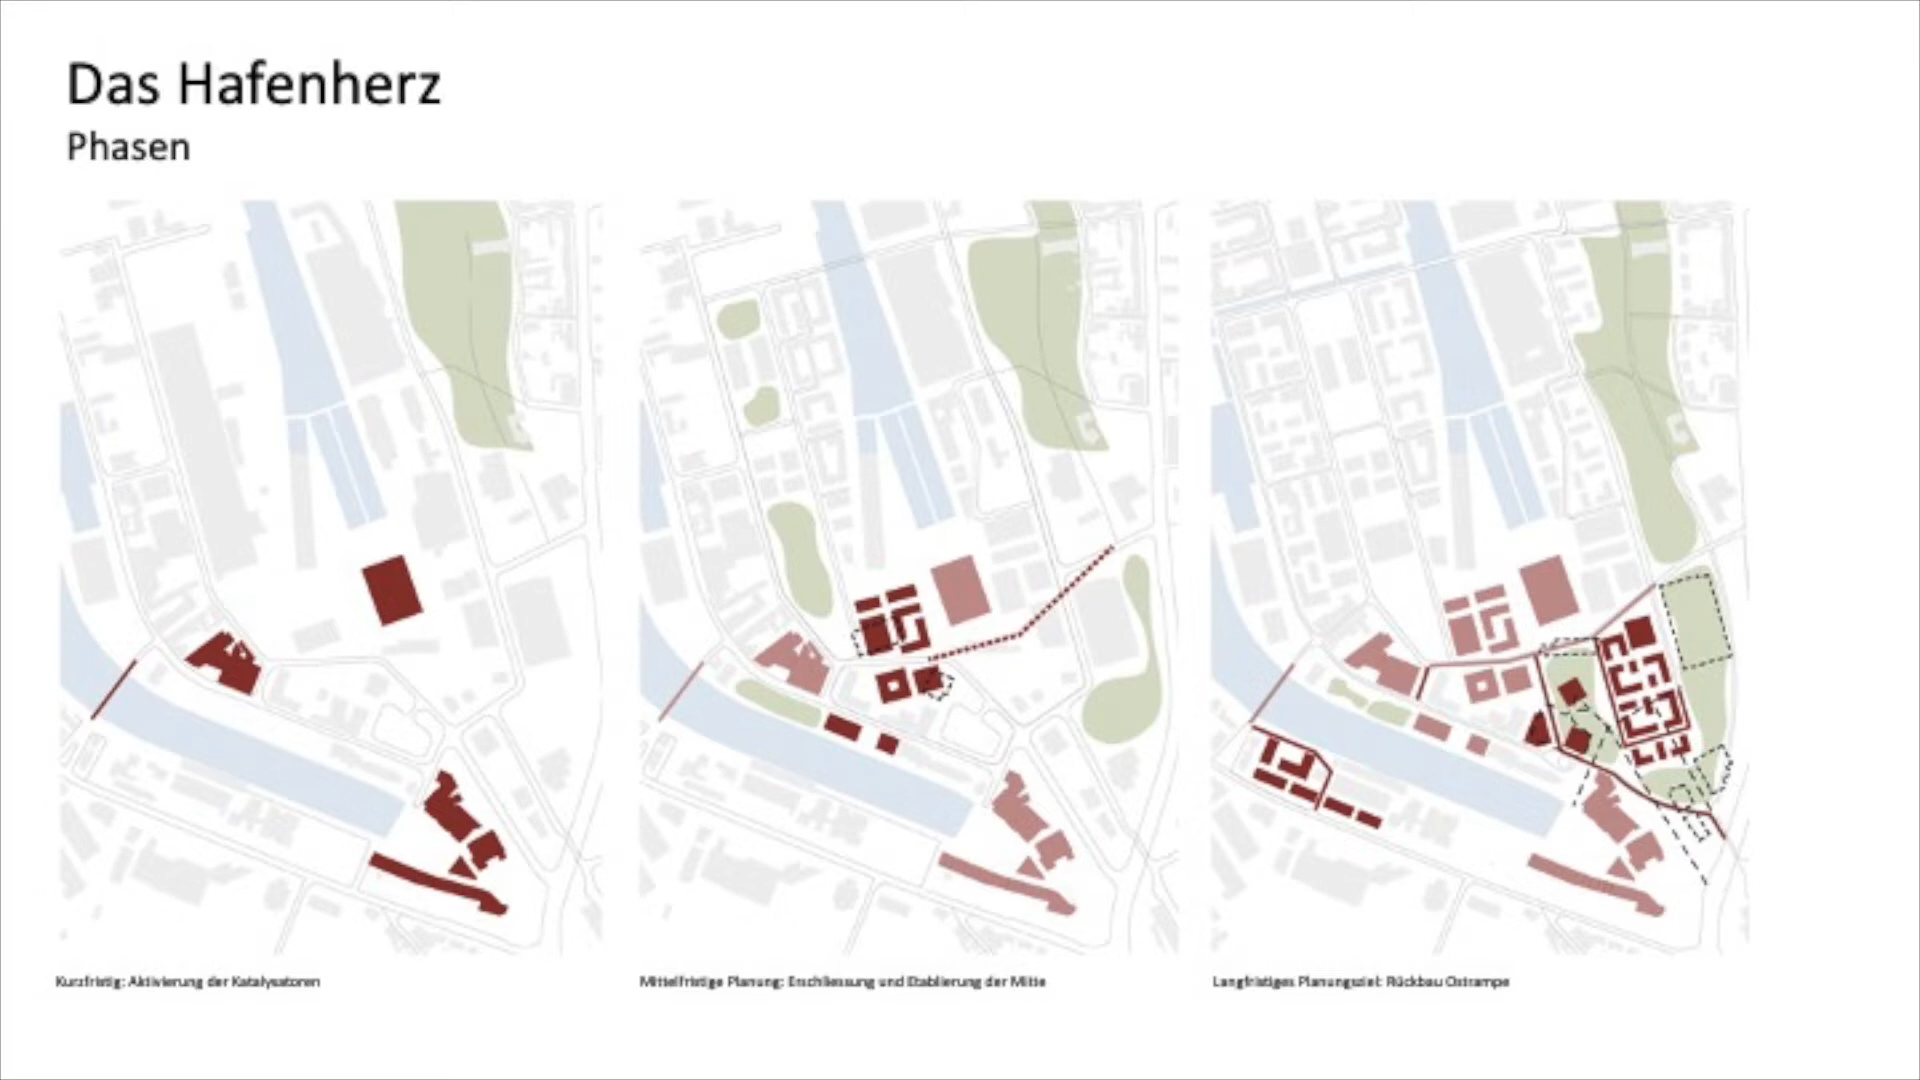 Das Hafenherz
Phasen
Kurzfristig: Aktivierung der Katalysatoren
Mittelfristige Planung: Erschliessung und Etablierung der Mitte
Langfristiges Planungsziel: Rückbau Ostrampe